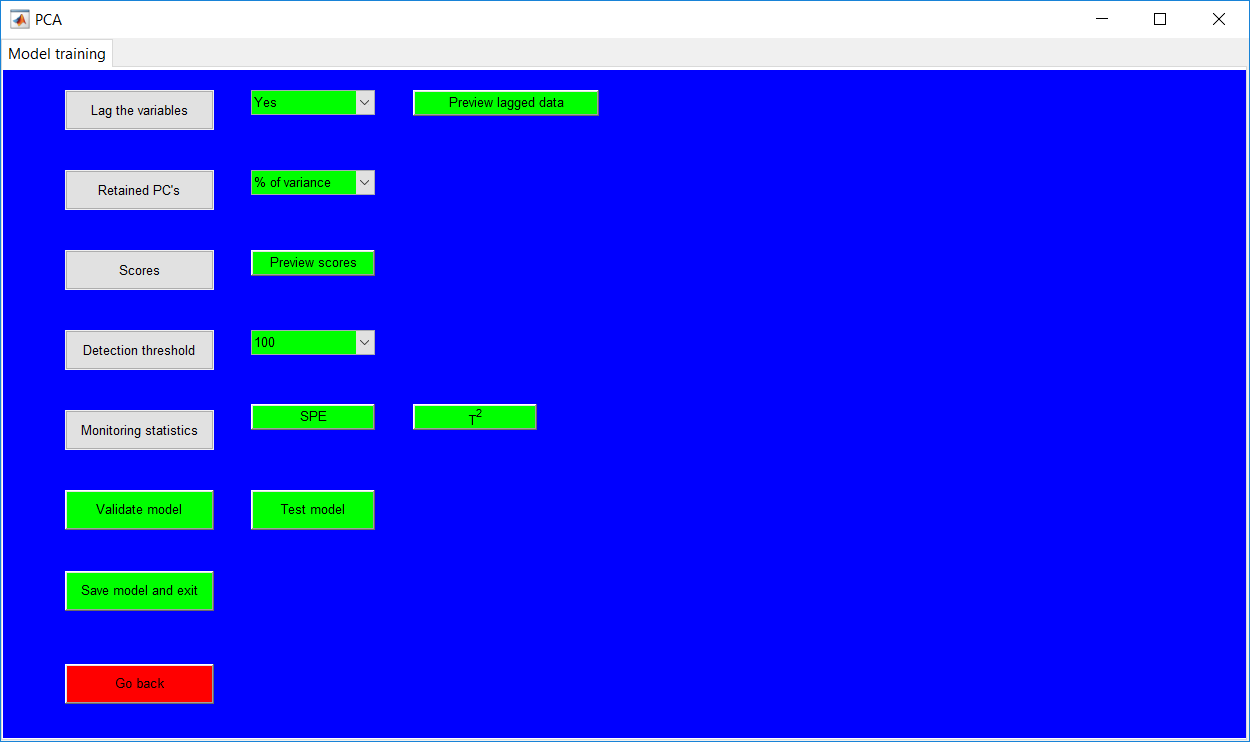 PCA
Model training
Lag the variables
Yes
Preview lagged data
Retained PC's
% of variance
Scores
Preview scores
Detection threshold
100
Monitoring statistics
SPE
T²
Validate model
Test model
Save model and exit
Go back